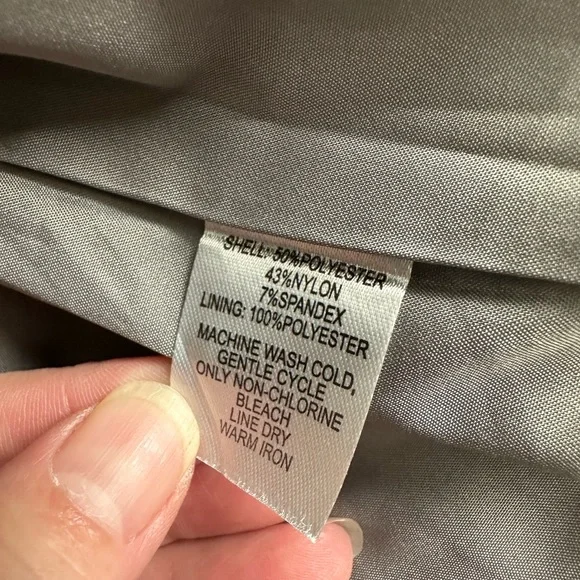 SHELL: 50%POLYESTER
43%NYLON
7%SPANDEX
LINING: 100%POLYESTER
MACHINE WASH COLD,
GENTLE CYCLE
ONLY NON-CHLORINE
BLEACH
LINE DRY
WARM IRON